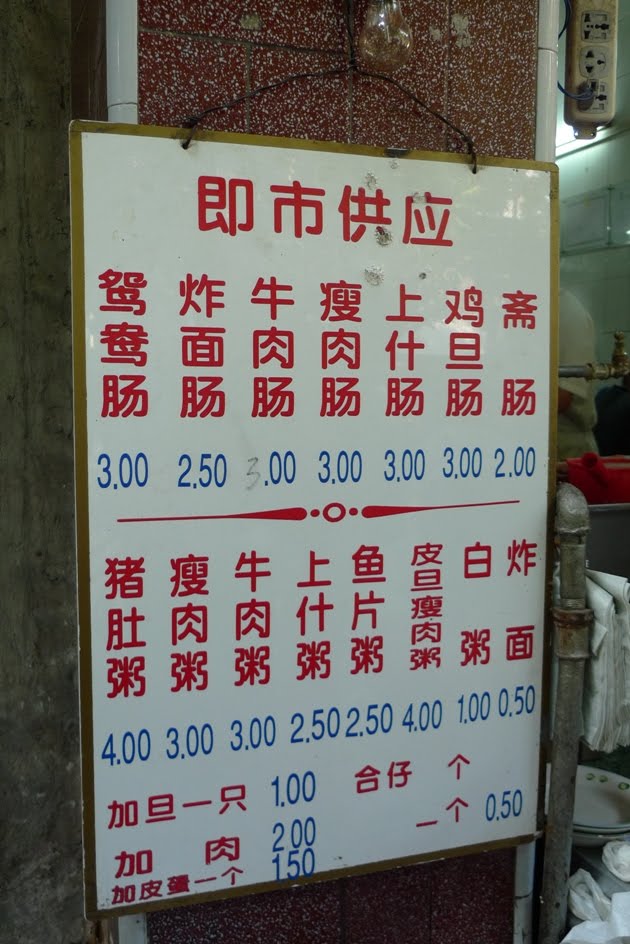 即市供应
鸳鸯肠 炸面肠 牛肉肠 瘦肉肠 上什肠 鸡旦肠 斋肠
3.00 2.50 3.00 3.00 3.00 3.00 2.00
猪肚粥 瘦肉粥 牛肉粥 上什粥 鱼片粥 皮旦瘦肉粥 白粥 炸面
4.00 3.00 3.00 2.50 2.50 4.00 1.00 0.50
加旦一只 1.00 合仔 个
加肉 2.00 一个 0.50
加皮蛋一个 1.50